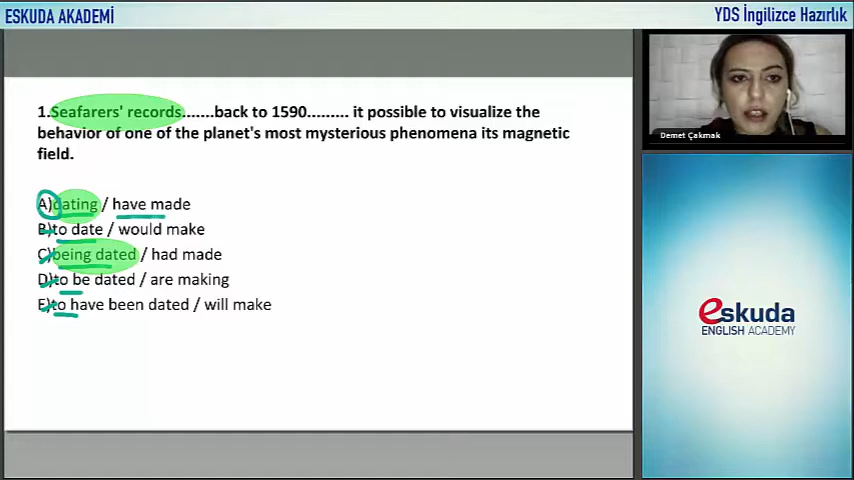 ESKUDA AKADEMİ
YDS İngilizce Hazırlık
1.Seafarers' records.......back to 1590......... it possible to visualize the
behavior of one of the planet's most mysterious phenomena its magnetic
field.
A)dating / have made
B)to date / would make
C)being dated / had made
D)to be dated / are making
E)to have been dated / will make
Demet Çakmak
eskuda
ENGLISH ACADEMY